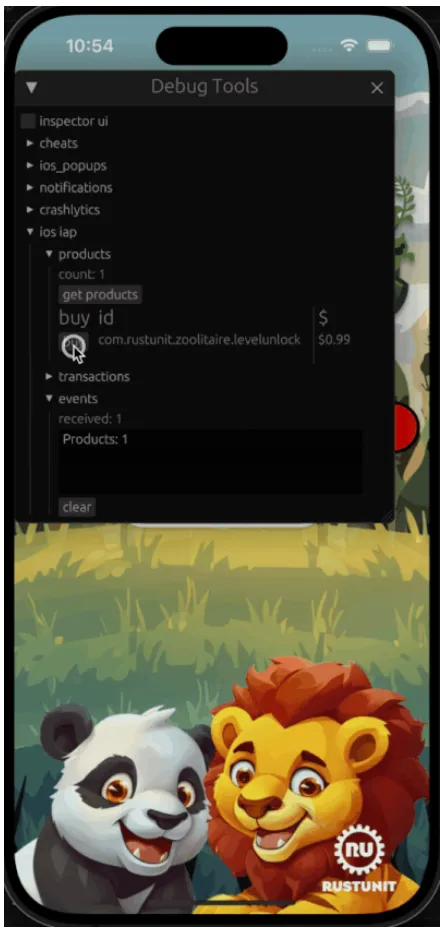 10:54
Debug Tools
inspector ui
cheats
ios_popups
notifications
crashlytics
ios iap
products
count: 1
get products
buy id $
com.rustunit.zoolitaire.levelunlock $0.99
transactions
events
received: 1
Products: 1
clear
nu
RUSTUNIT